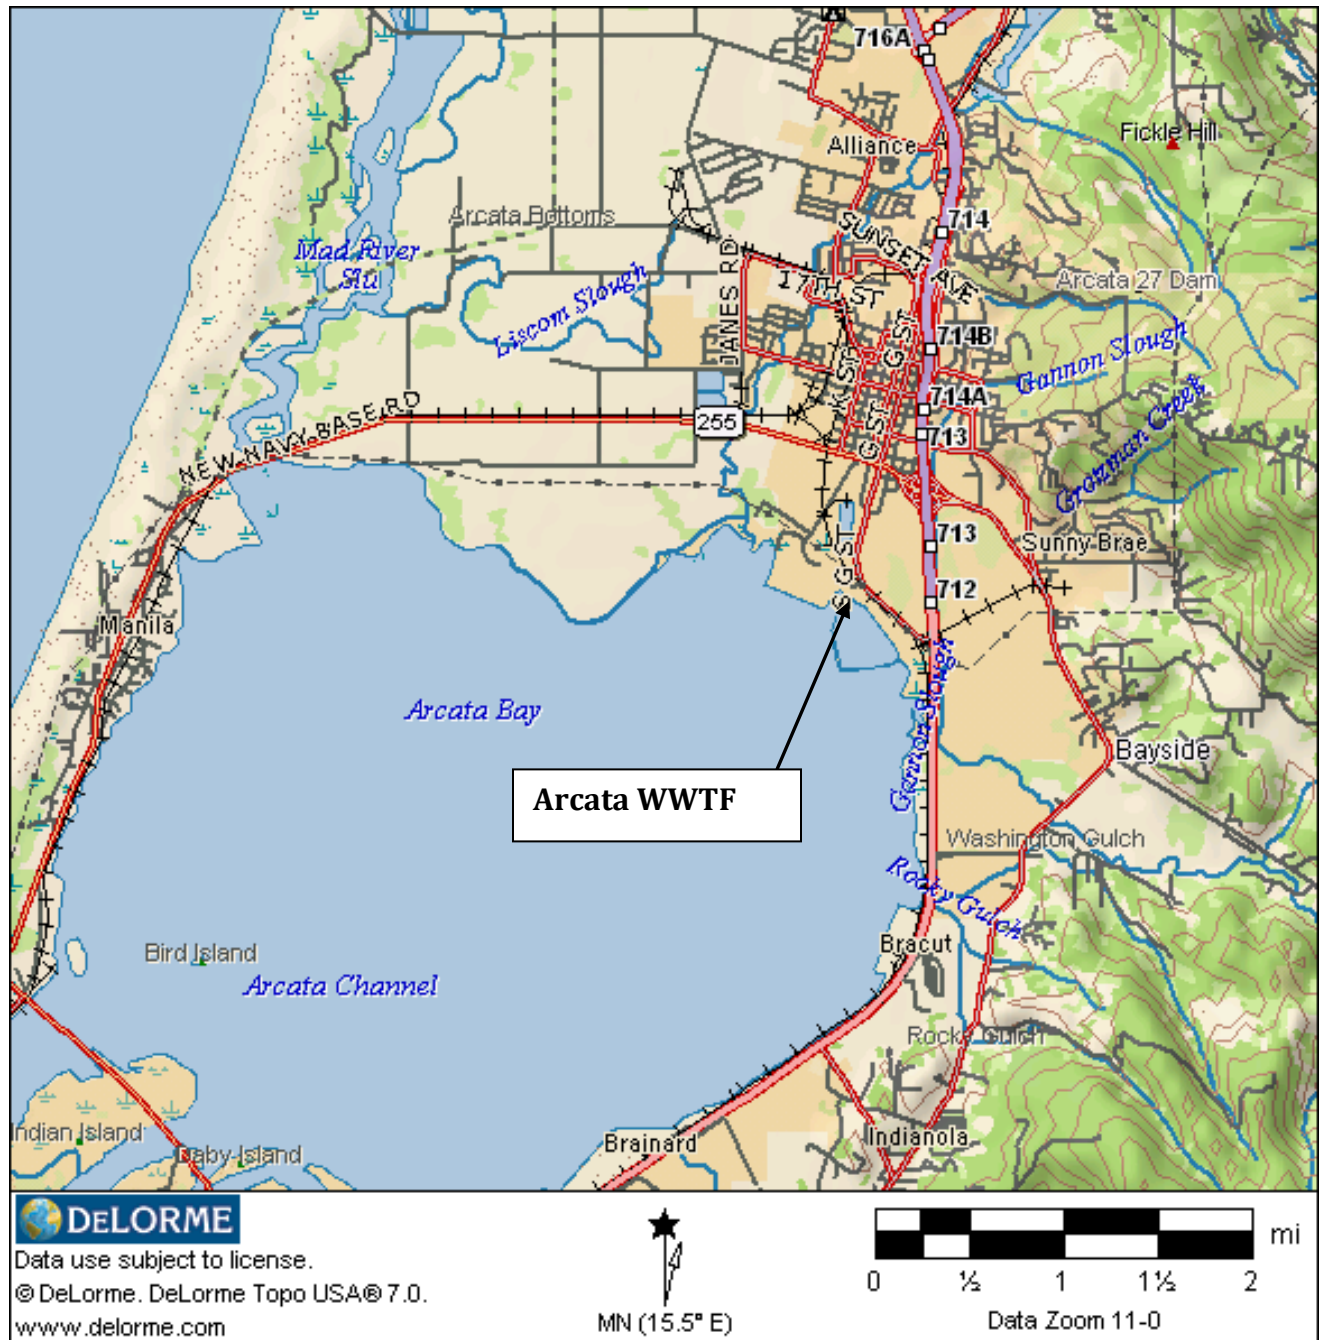 716A
Fickle Hill
Alliance
714
Arcata Bottoms
SUNSET AVE
Mad River
Slu
Liscom Slough
JANES RD
17TH ST
Arcata 27 Dam
G ST
714B
Gannon Slough
K ST
714A
Grotzman Creek
NEW NAVY BASE RD
255
G ST
713
713
Sunny Brae
S G ST
712
Manila
Gannon Slough
Arcata Bay
Bayside
Arcata WWTF
Washington Gulch
Rocky Gulch
Bracut
Bird Island
Arcata Channel
Rocky Gulch
Indian Island
Daby Island
Brainard
Indianola
DELORME
Data use subject to license.
© DeLorme. DeLorme Topo USA® 7.0.
www.delorme.com
MN (15.5° E)
mi
0 ½ 1 1½ 2
Data Zoom 11-0